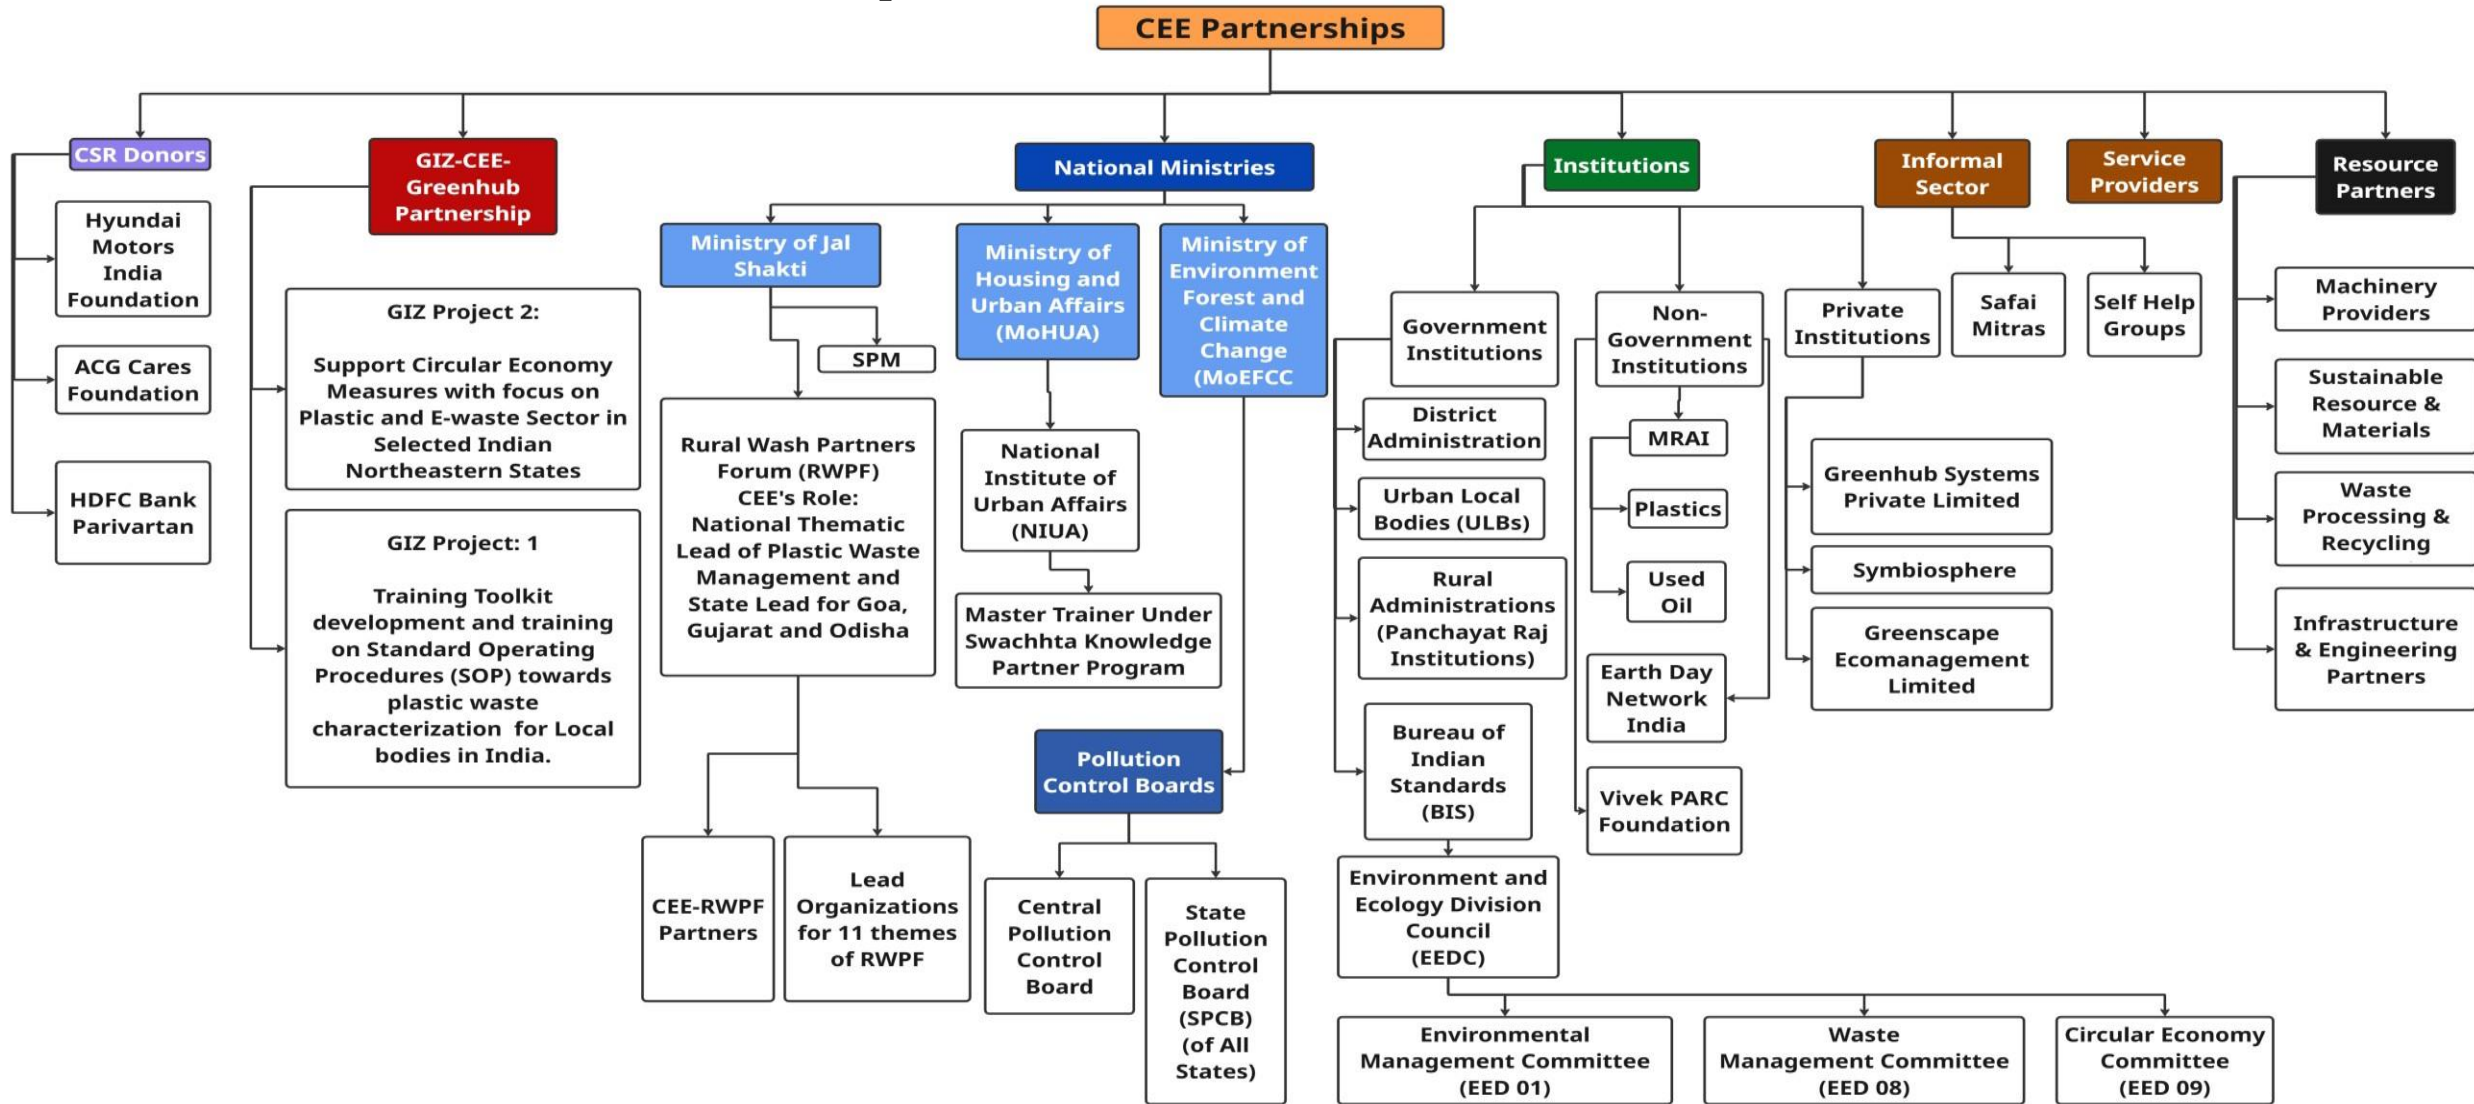 CEE Partnerships
CSR Donors
Hyundai
Motors
India
Foundation
ACG Cares
Foundation
HDFC Bank
Parivartan
GIZ-CEE-
Greenhub
Partnership
GIZ Project 2:
Support Circular Economy
Measures with focus on
Plastic and E-waste Sector in
Selected Indian
Northeastern States
GIZ Project: 1
Training Toolkit
development and training
on Standard Operating
Procedures (SOP) towards
plastic waste
characterization for Local
bodies in India.
National Ministries
Ministry of Jal
Shakti
SPM
Rural Wash Partners
Forum (RWPF)
CEE's Role:
National Thematic
Lead of Plastic Waste
Management and
State Lead for Goa,
Gujarat and Odisha
CEE-RWPF
Partners
Lead
Organizations
for 11 themes
of RWPF
Ministry of
Housing and
Urban Affairs
(MoHUA)
National
Institute of
Urban Affairs
(NIUA)
Master Trainer Under
Swachhta Knowledge
Partner Program
Ministry of
Environment
Forest and
Climate
Change
(MoEFCC
Pollution
Control Boards
Central
Pollution
Control
Board
State
Pollution
Control
Board
(SPCB)
(of All
States)
Institutions
Government
Institutions
District
Administration
Urban Local
Bodies (ULBs)
Rural
Administrations
(Panchayat Raj
Institutions)
Bureau of
Indian
Standards
(BIS)
Environment and
Ecology Division
Council
(EEDC)
Environmental
Management Committee
(EED 01)
Waste
Management Committee
(EED 08)
Circular Economy
Committee
(EED 09)
Non-
Government
Institutions
MRAI
Plastics
Used
Oil
Earth Day
Network
India
Vivek PARC
Foundation
Private
Institutions
Greenhub Systems
Private Limited
Symbiosphere
Greenscape
Ecomanagement
Limited
Informal
Sector
Safai
Mitras
Self Help
Groups
Service
Providers
Resource
Partners
Machinery
Providers
Sustainable
Resource &
Materials
Waste
Processing &
Recycling
Infrastructure
& Engineering
Partners